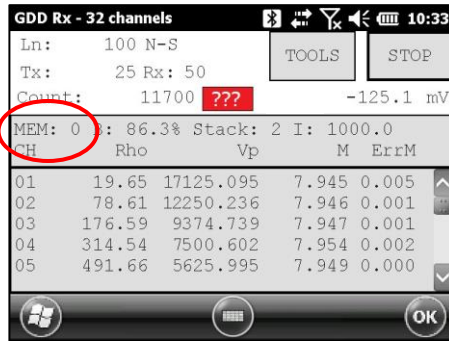 GDD Rx - 32 channels 10:33
Ln: 100 N-S
TOOLS STOP
Tx: 25 Rx: 50
Count: 11700 ??? -125.1 mV
MEM: 0 B: 86.3% Stack: 2 I: 1000.0
CH Rho Vp M ErrM
01 19.65 17125.095 7.945 0.005
02 78.61 12250.236 7.946 0.001
03 176.59 9374.739 7.947 0.001
04 314.54 7500.602 7.954 0.002
05 491.66 5625.995 7.949 0.000
OK